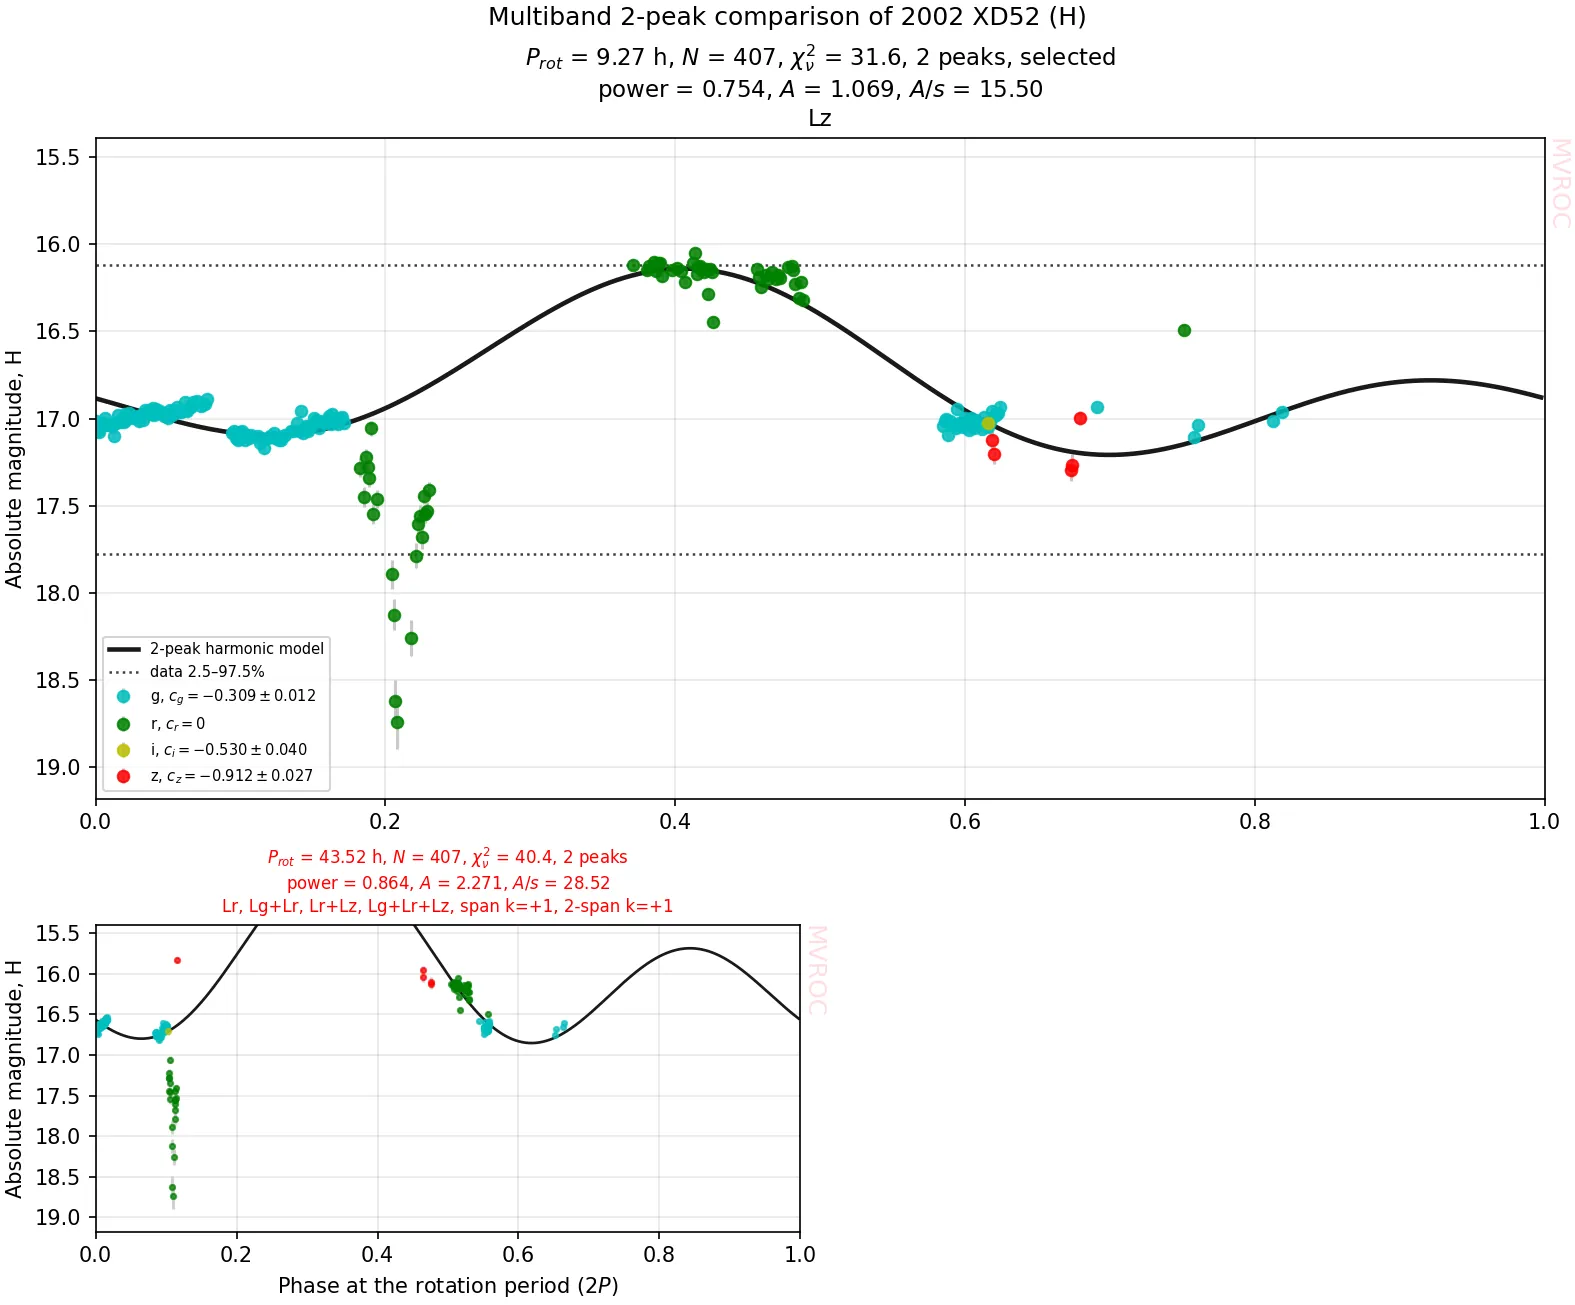 Multiband 2-peak comparison of 2002 XD52 (H)
P_rot = 9.27 h, N = 407, χ²_ν = 31.6, 2 peaks, selected
power = 0.754, A = 1.069, A/s = 15.50
Lz
MVROC
Absolute magnitude, H
15.5
16.0
16.5
17.0
17.5
18.0
18.5
19.0
2-peak harmonic model
data 2.5–97.5%
g, c_g = −0.309 ± 0.012
r, c_r = 0
i, c_i = −0.530 ± 0.040
z, c_z = −0.912 ± 0.027
0.0 0.2 0.4 0.6 0.8 1.0
P_rot = 43.52 h, N = 407, χ²_ν = 40.4, 2 peaks
power = 0.864, A = 2.271, A/s = 28.52
Lr, Lg+Lr, Lr+Lz, Lg+Lr+Lz, span k=+1, 2-span k=+1
MVROC
Absolute magnitude, H
15.5
16.0
16.5
17.0
17.5
18.0
18.5
19.0
0.0 0.2 0.4 0.6 0.8 1.0
Phase at the rotation period (2P)